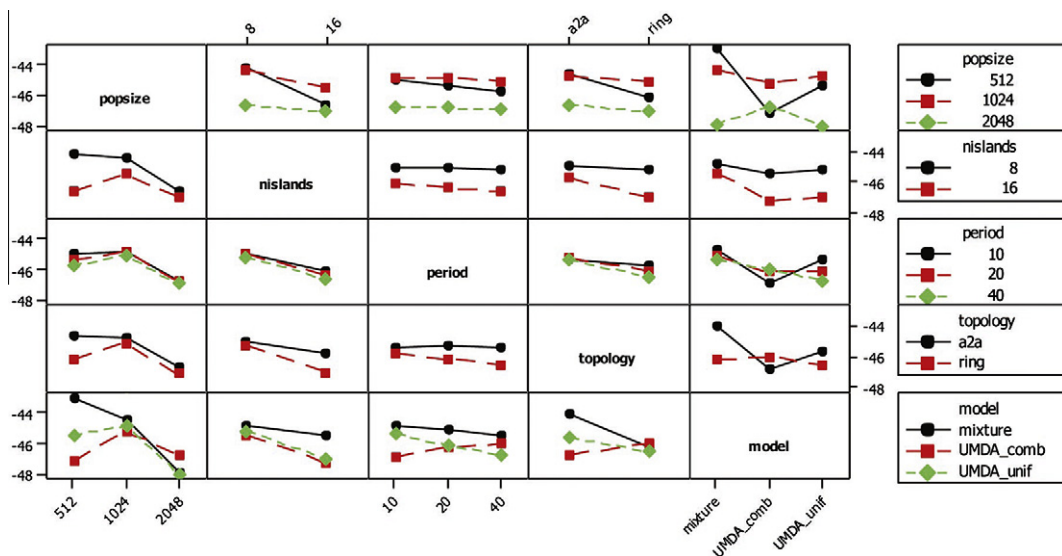 8 16 a2a ring
-44
-46
-48
popsize
popsize
512
1024
2048
nislands
-44
-46
-48
nislands
8
16
-44
-46
-48
period
period
10
20
40
topology
-44
-46
-48
topology
a2a
ring
-44
-46
-48
model
model
mixture
UMDA_comb
UMDA_unif
512 1024 2048 10 20 40 mixture UMDA_comb UMDA_unif